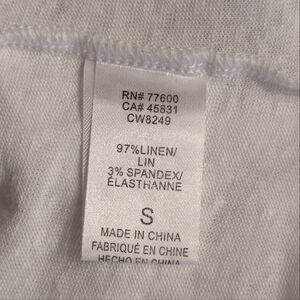 RN# 77600
CA# 45831
CW8249
97%LINEN/
LIN
3% SPANDEX/
ÉLASTHANNE
S
MADE IN CHINA
FABRIQUÉ EN CHINE
HECHO EN CHINA